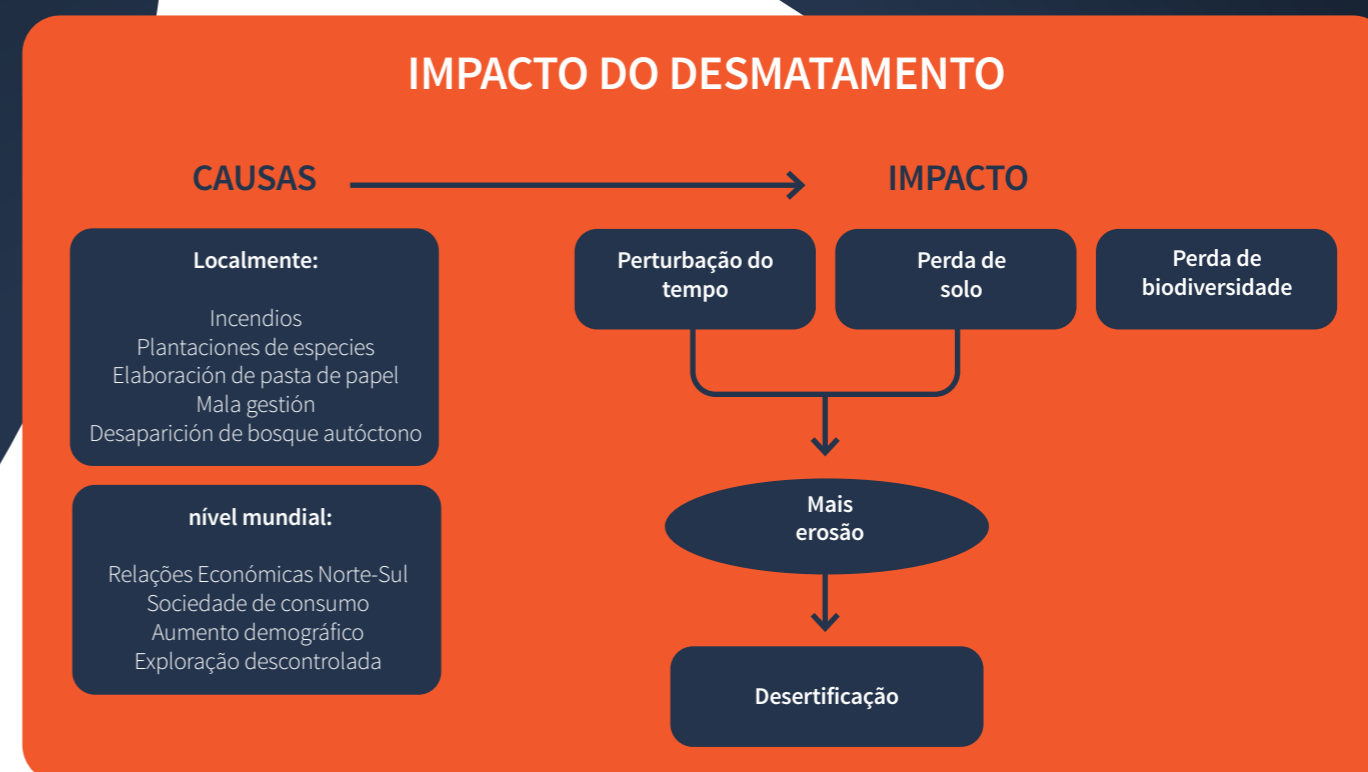 IMPACTO DO DESMATAMENTO
CAUSAS
IMPACTO
Localmente:
Incendios
Plantaciones de especies
Elaboración de pasta de papel
Mala gestión
Desaparición de bosque autóctono
nível mundial:
Relações Económicas Norte-Sul
Sociedade de consumo
Aumento demográfico
Exploração descontrolada
Perturbação do
tempo
Perda de
solo
Perda de
biodiversidade
Mais
erosão
Desertificação